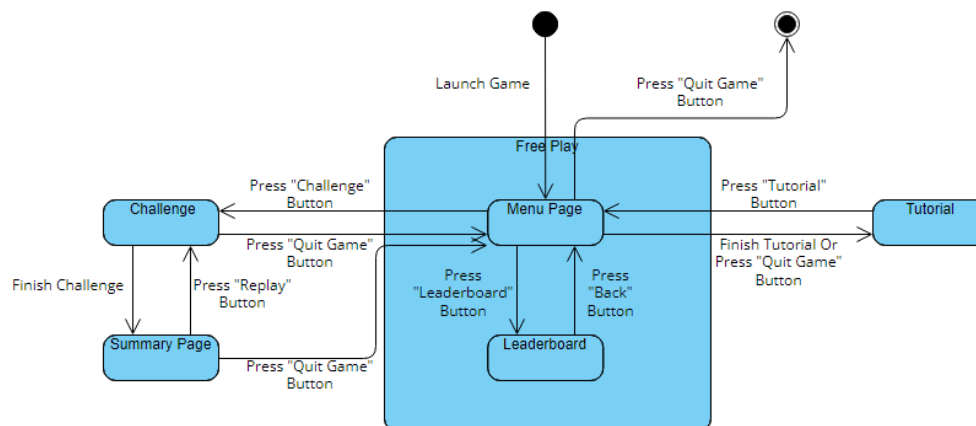 Launch Game
Press "Quit Game"
Button
Free Play
Press "Challenge"
Button
Press "Tutorial"
Button
Challenge
Menu Page
Tutorial
Press "Quit Game"
Button
Finish Tutorial Or
Press "Quit Game"
Button
Finish Challenge
Press "Replay"
Button
Press
"Leaderboard"
Button
Press
"Back"
Button
Summary Page
Leaderboard
Press "Quit Game"
Button